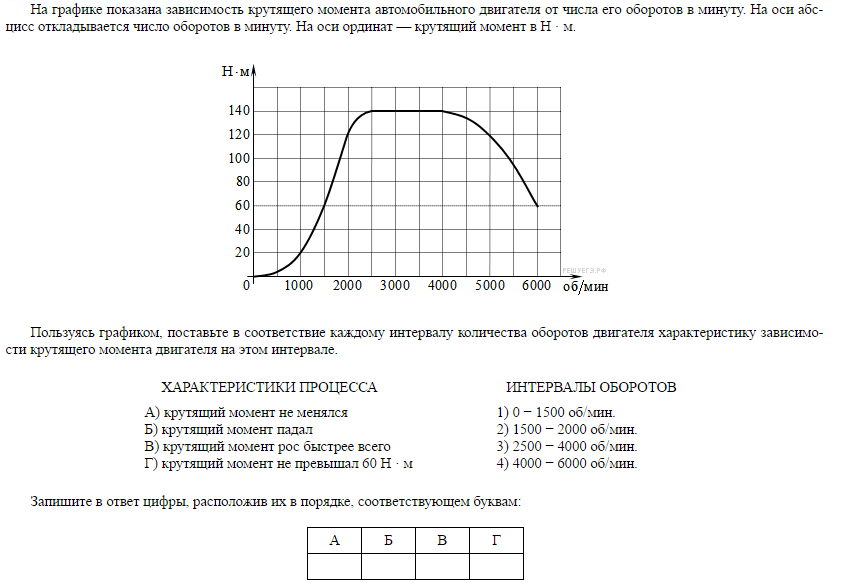 На графике показана зависимость крутящего момента автомобильного двигателя от числа его оборотов в минуту. На оси абс-
цисс откладывается число оборотов в минуту. На оси ординат — крутящий момент в Н · м.
Н·м
140
120
100
80
60
40
20
РЕШУЕГЭ.РФ
0 1000 2000 3000 4000 5000 6000 об/мин
Пользуясь графиком, поставьте в соответствие каждому интервалу количества оборотов двигателя характеристику зависимо-
сти крутящего момента двигателя на этом интервале.
ХАРАКТЕРИСТИКИ ПРОЦЕССА ИНТЕРВАЛЫ ОБОРОТОВ
А) крутящий момент не менялся 1) 0 − 1500 об/мин.
Б) крутящий момент падал 2) 1500 − 2000 об/мин.
В) крутящий момент рос быстрее всего 3) 2500 − 4000 об/мин.
Г) крутящий момент не превышал 60 Н · м 4) 4000 − 6000 об/мин.
Запишите в ответ цифры, расположив их в порядке, соответствующем буквам:
А Б В Г